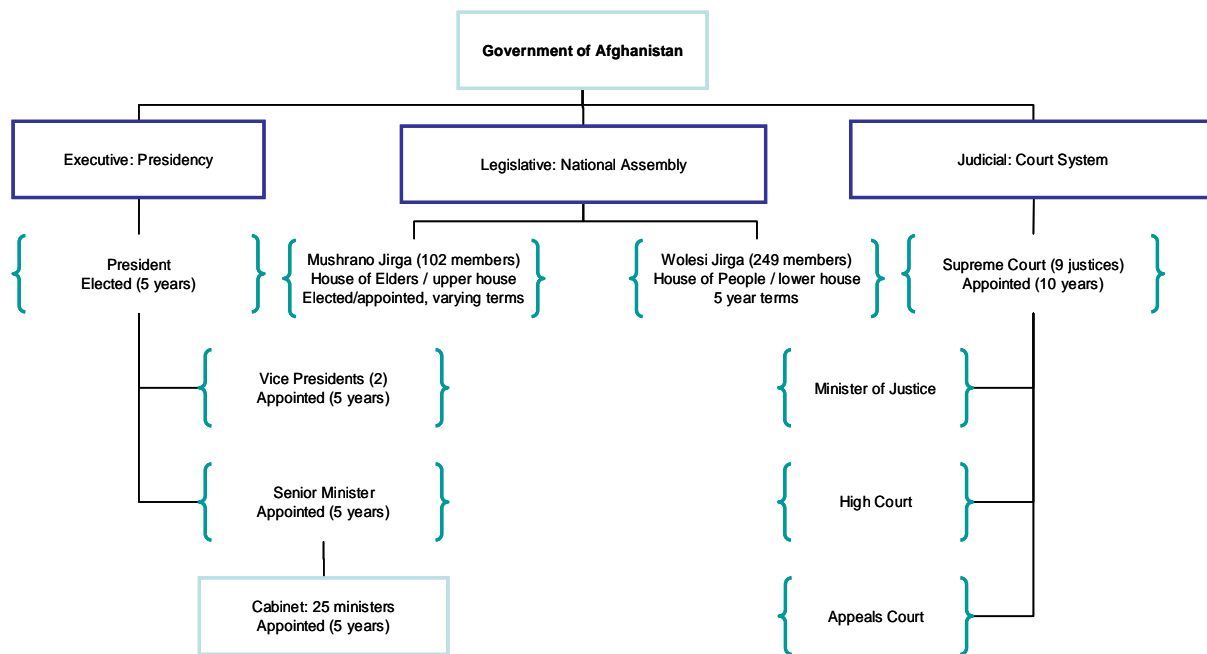 Government of Afghanistan
Executive: Presidency
Legislative: National Assembly
Judicial: Court System
President
Elected (5 years)
Mushrano Jirga (102 members)
House of Elders / upper house
Elected/appointed, varying terms
Wolesi Jirga (249 members)
House of People / lower house
5 year terms
Supreme Court (9 justices)
Appointed (10 years)
Vice Presidents (2)
Appointed (5 years)
Minister of Justice
Senior Minister
Appointed (5 years)
High Court
Cabinet: 25 ministers
Appointed (5 years)
Appeals Court